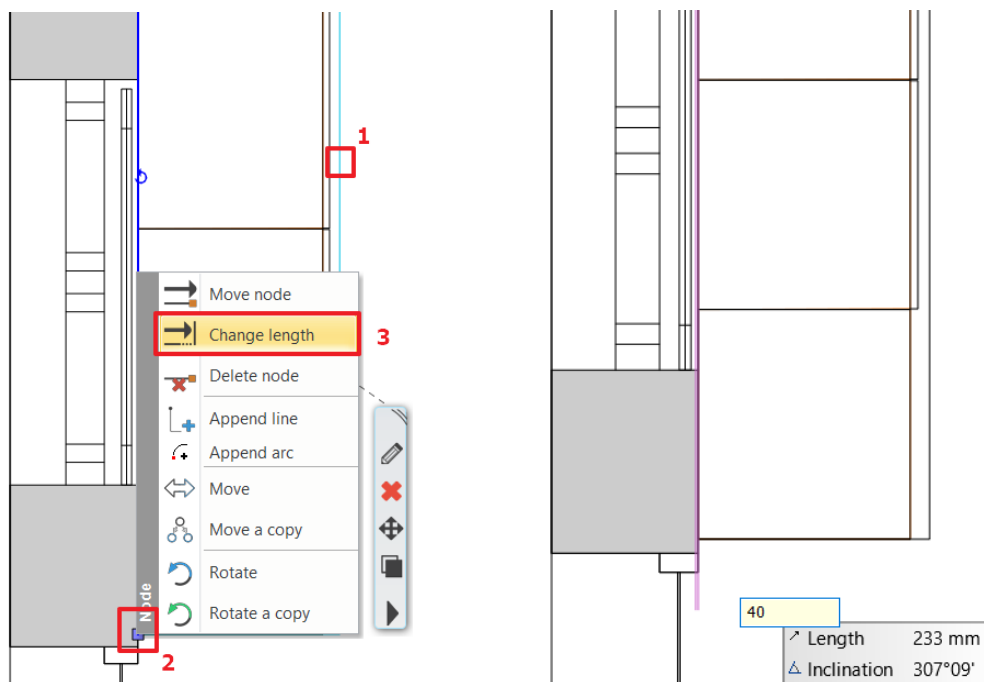 1
Move node
Change length
3
Delete node
Append line
Append arc
Move
Move a copy
Rotate
Rotate a copy
Node
2
40
Length 233 mm
Inclination 307°09'